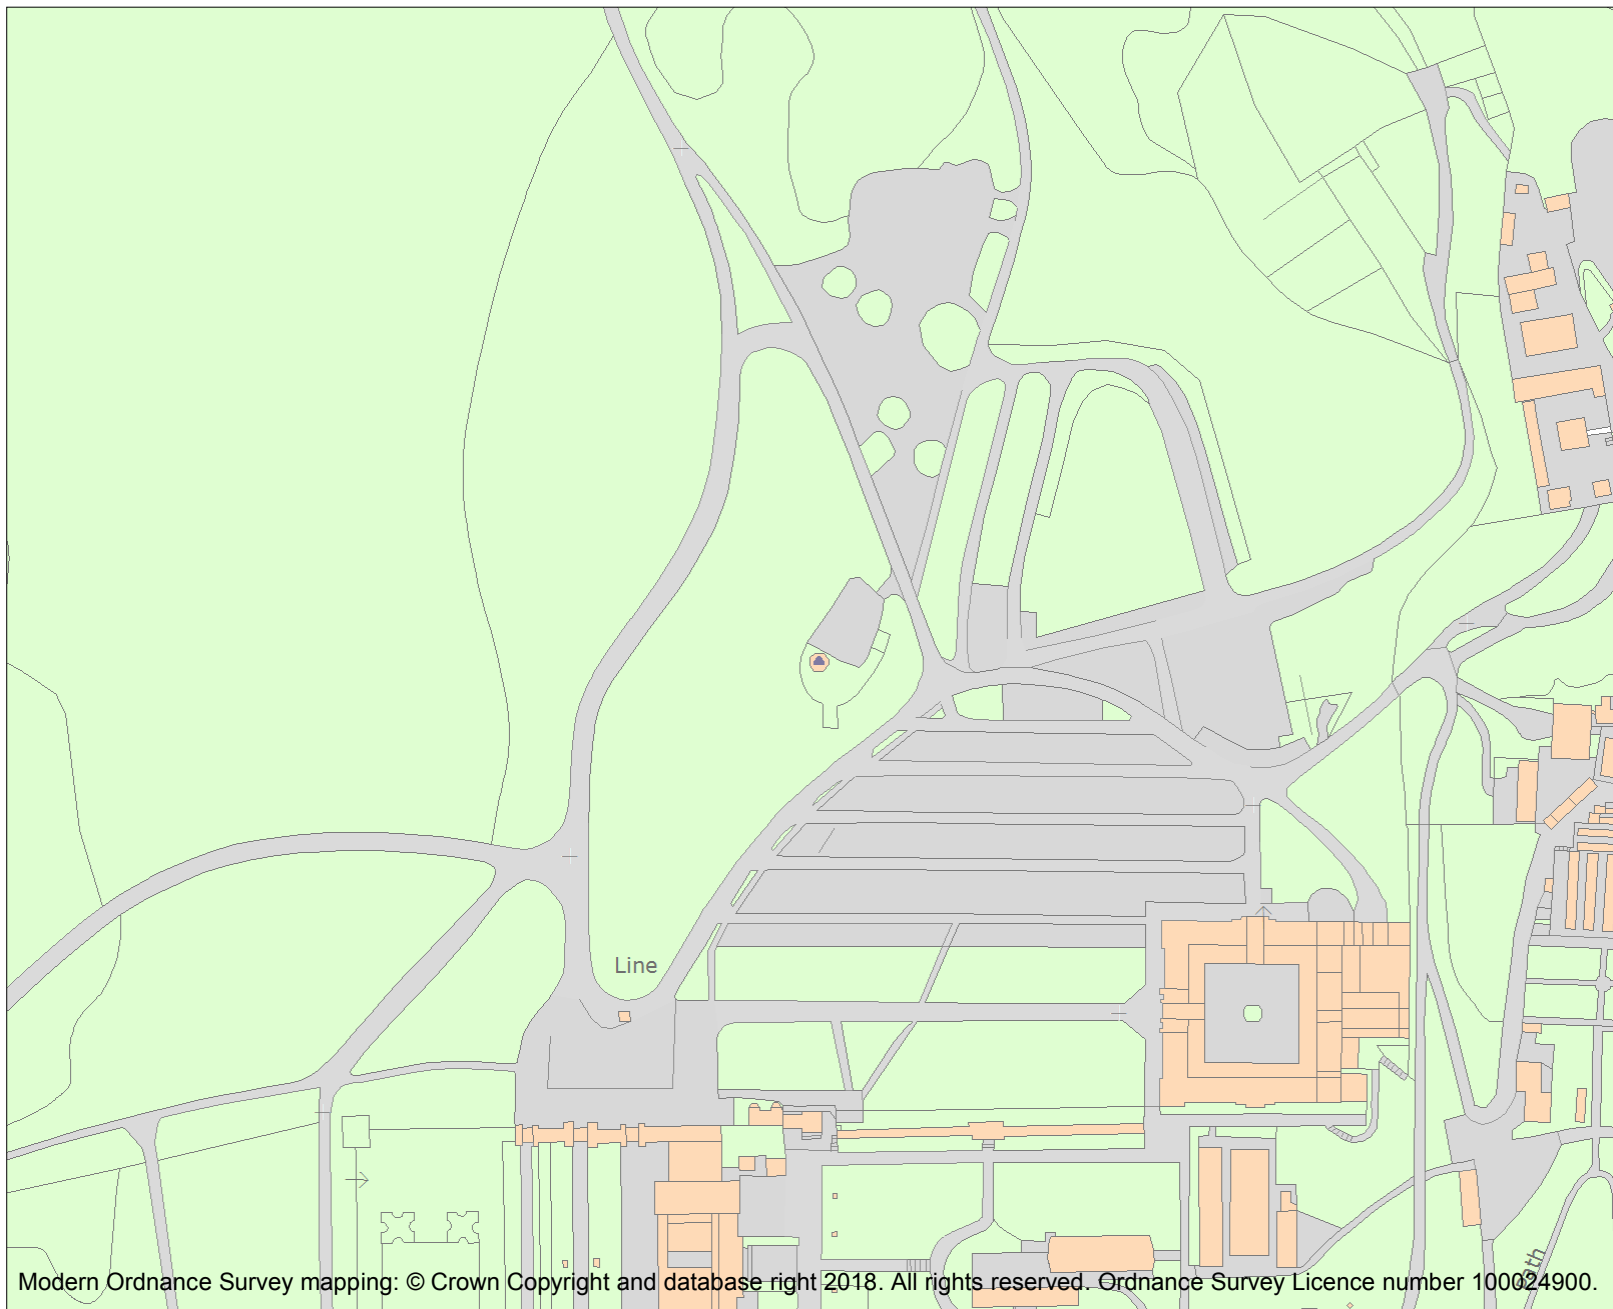 Line
Path
Modern Ordnance Survey mapping: © Crown Copyright and database right 2018. All rights reserved. Ordnance Survey Licence number 100024900.